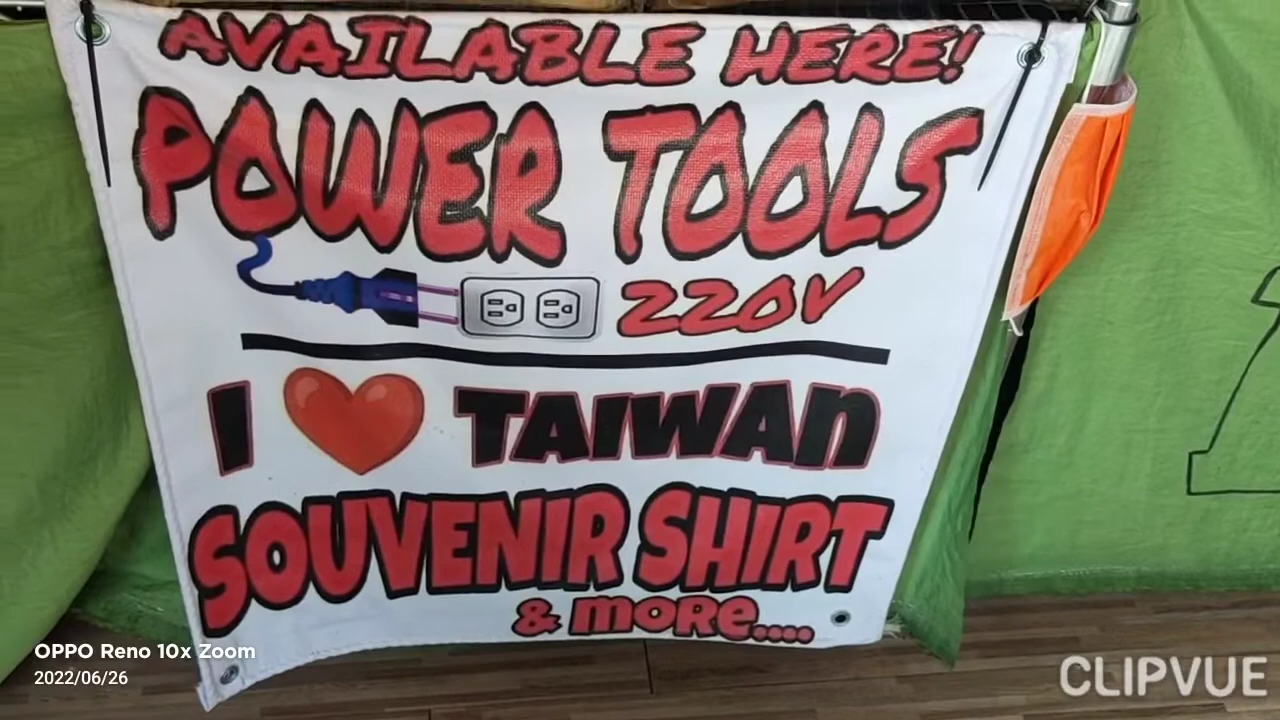 AVAILABLE HERE!
POWER TOOLS
220V
I ❤ TAIWAN
SOUVENIR SHIRT
& MORE....
OPPO Reno 10x Zoom
2022/06/26
CLIPVUE